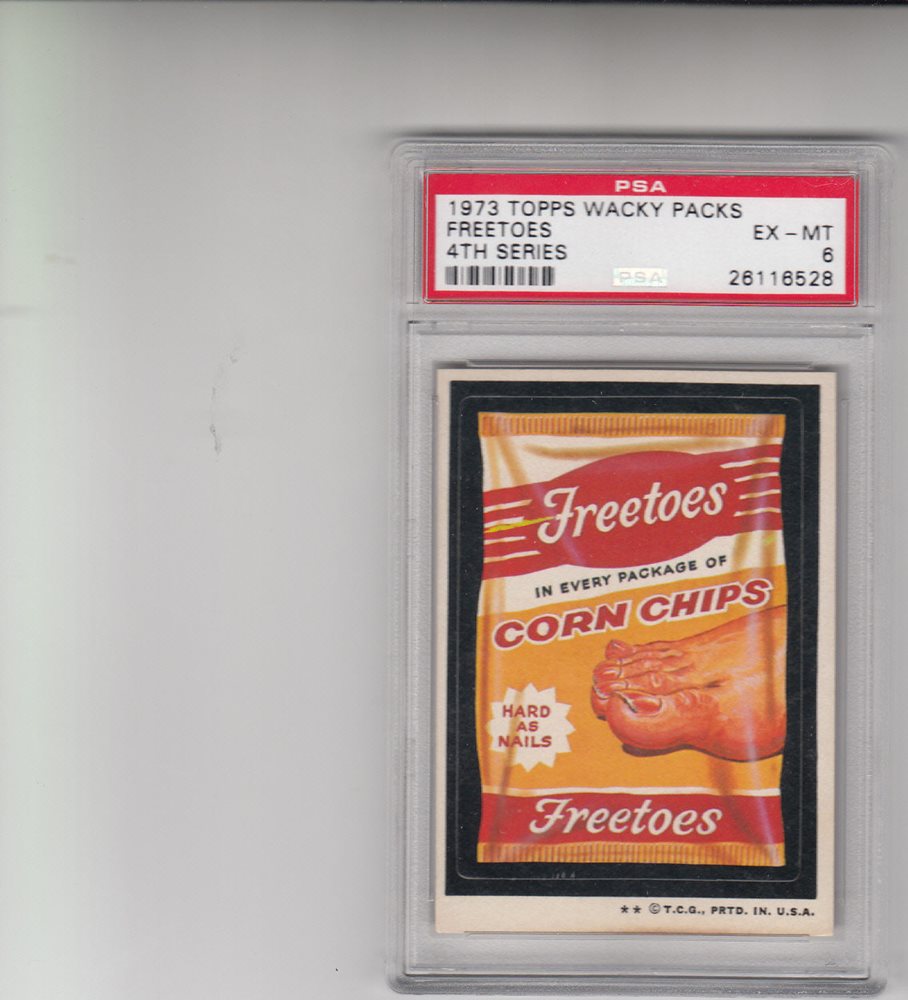 PSA
1973 TOPPS WACKY PACKS
FREETOES EX - MT
4TH SERIES 6
PSA 26116528
Freetoes
IN EVERY PACKAGE OF
CORN CHIPS
HARD
AS
NAILS
Freetoes
** ©T.C.G., PRTD. IN. U.S.A.